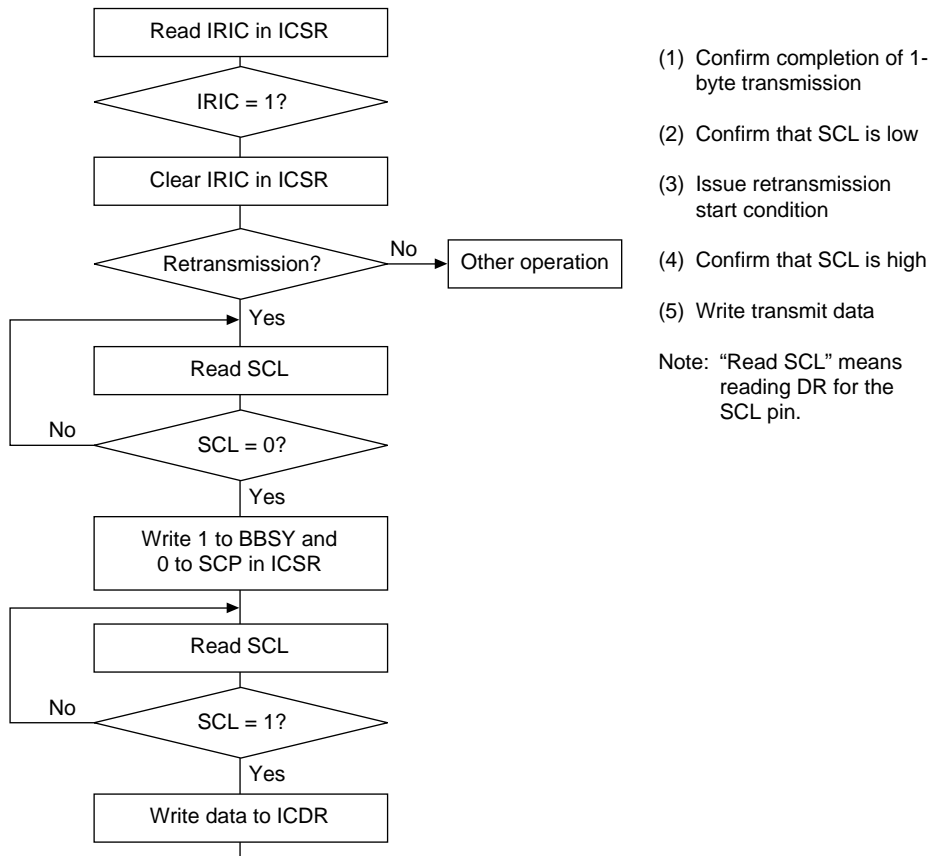 Read IRIC in ICSR
IRIC = 1?
Clear IRIC in ICSR
Retransmission?
No
Other operation
Yes
Read SCL
No
SCL = 0?
Yes
Write 1 to BBSY and
0 to SCP in ICSR
Read SCL
No
SCL = 1?
Yes
Write data to ICDR
(1) Confirm completion of 1-
byte transmission
(2) Confirm that SCL is low
(3) Issue retransmission
start condition
(4) Confirm that SCL is high
(5) Write transmit data
Note: “Read SCL” means
reading DR for the
SCL pin.